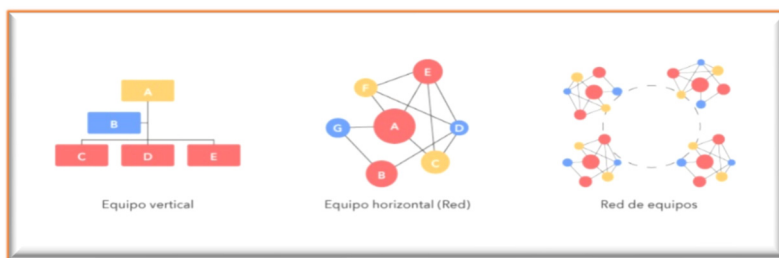 A
B
C
D
E
Equipo vertical
E
F
A
G
D
C
B
Equipo horizontal (Red)
Red de equipos